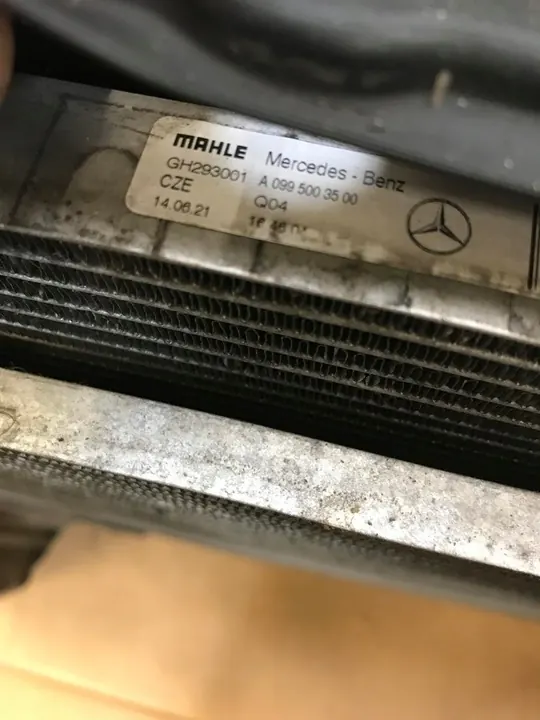 MAHLE Mercedes-Benz
GH293001 A 099 500 35 00
CZE Q04
14.06.21